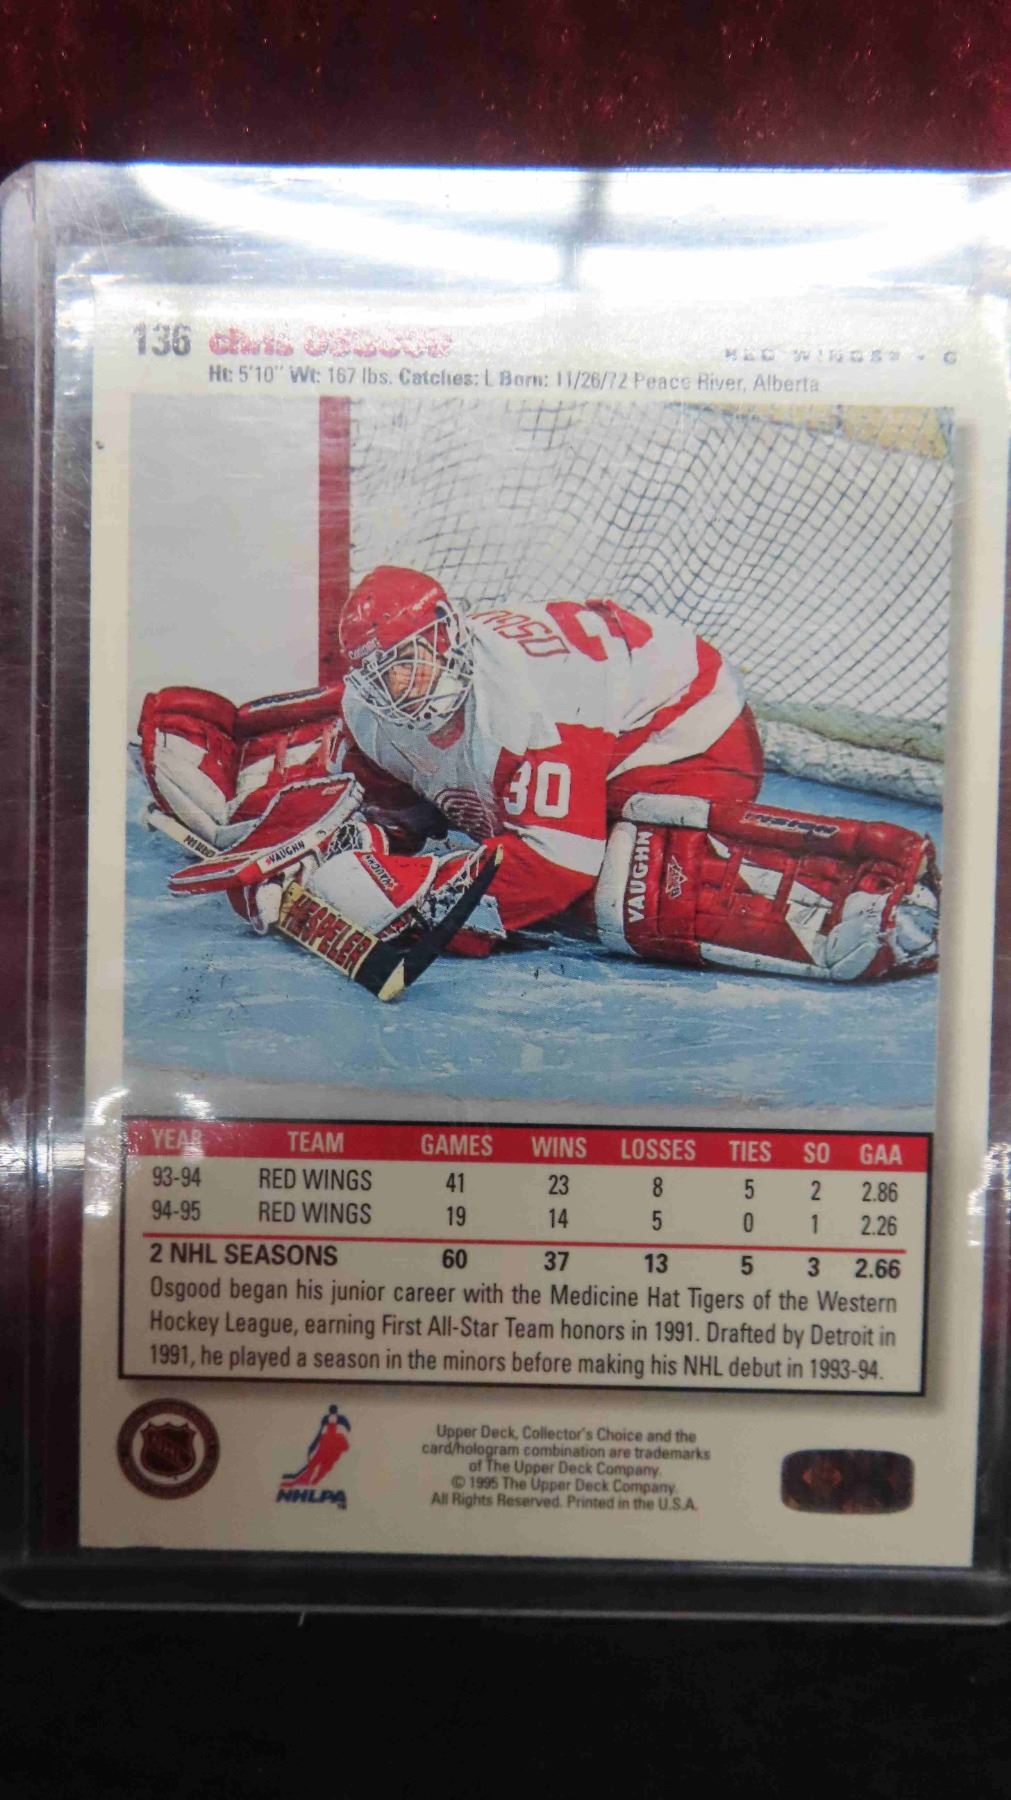 136 chris OSGOOD
RED WINGS® • G
Ht: 5'10" Wt: 167 lbs. Catches: L Born: 11/26/72 Peace River, Alberta
30
VAUGHN
VAUGHN
HESPELER
YEAR TEAM GAMES WINS LOSSES TIES SO GAA
93-94 RED WINGS 41 23 8 5 2 2.86
94-95 RED WINGS 19 14 5 0 1 2.26
2 NHL SEASONS 60 37 13 5 3 2.66
Osgood began his junior career with the Medicine Hat Tigers of the Western
Hockey League, earning First All-Star Team honors in 1991. Drafted by Detroit in
1991, he played a season in the minors before making his NHL debut in 1993-94.
NHL
NHLPA
Upper Deck, Collector's Choice and the
card/hologram combination are trademarks
of The Upper Deck Company.
© 1995 The Upper Deck Company.
All Rights Reserved. Printed in the U.S.A.